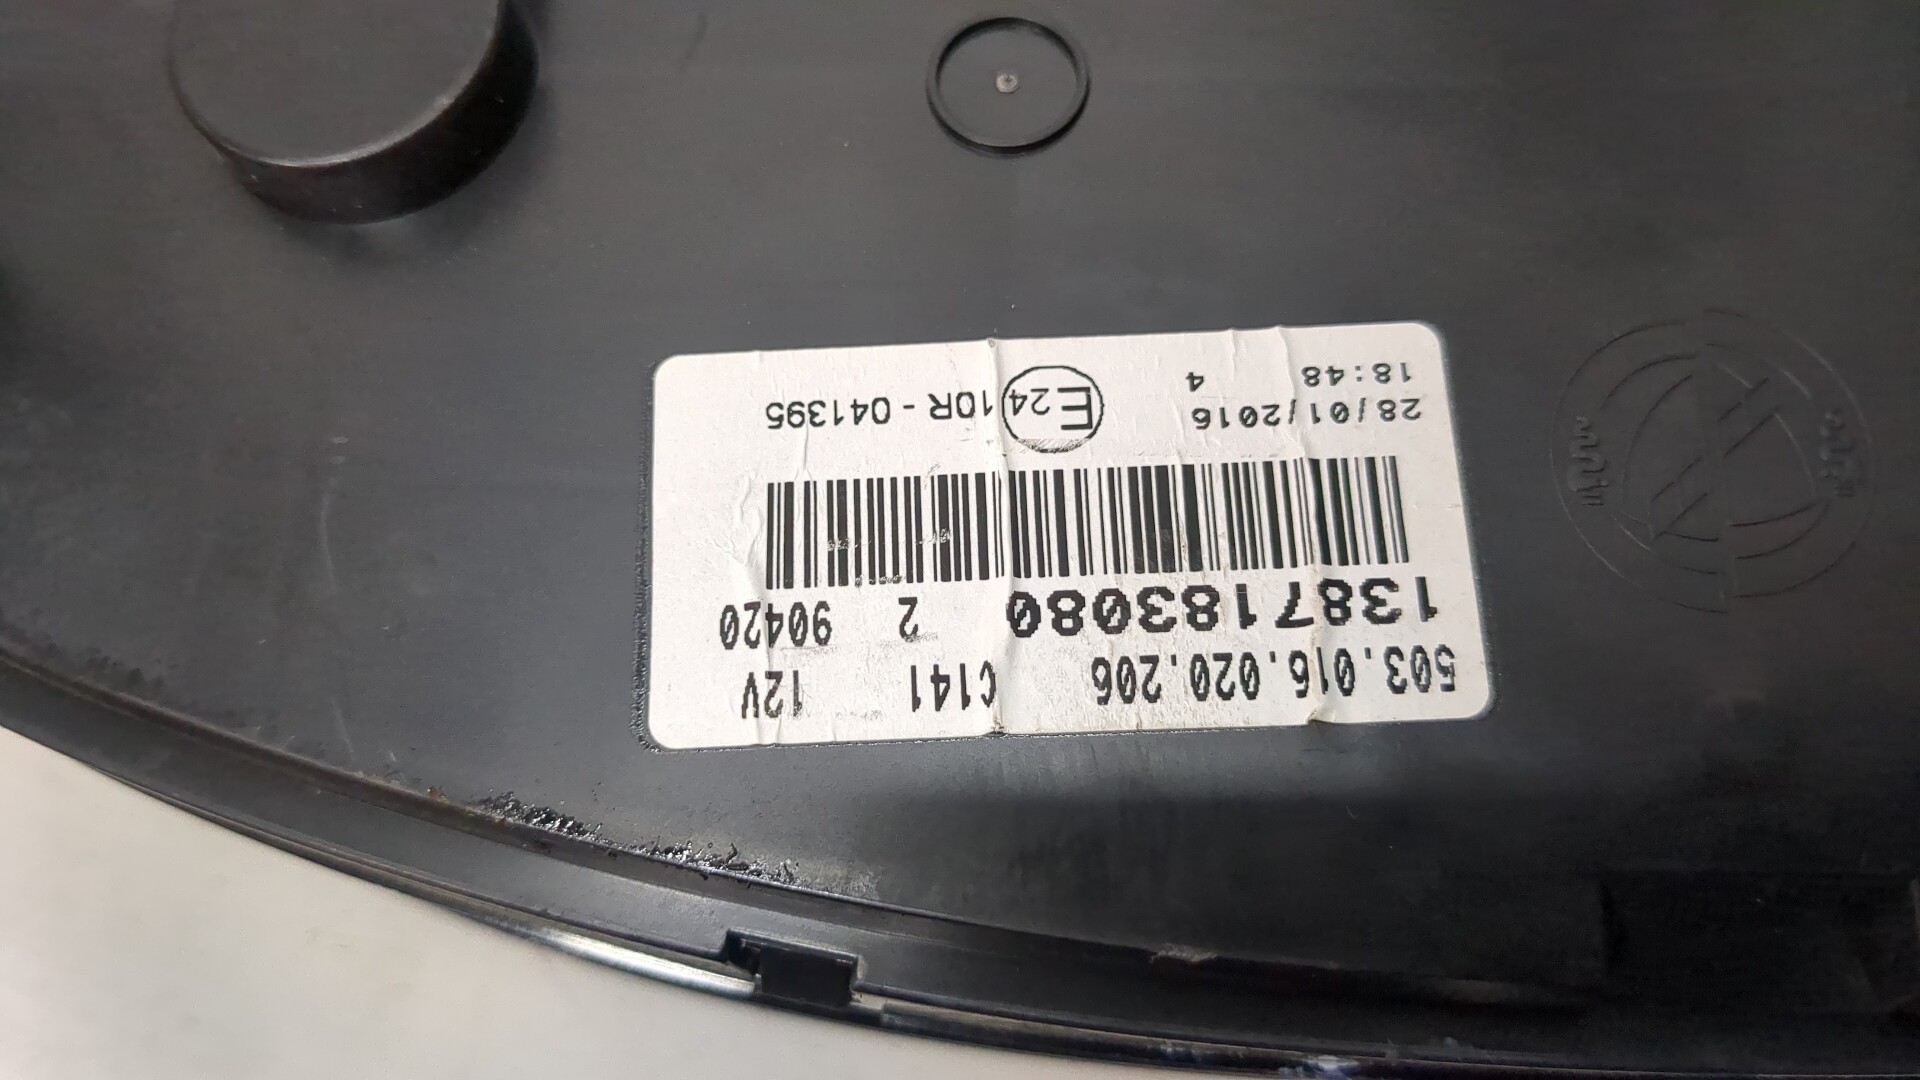 503.016.020.206 C141 12V
1387183080 2 90420
28/01/2016 E24 10R - 041395
18:48 4